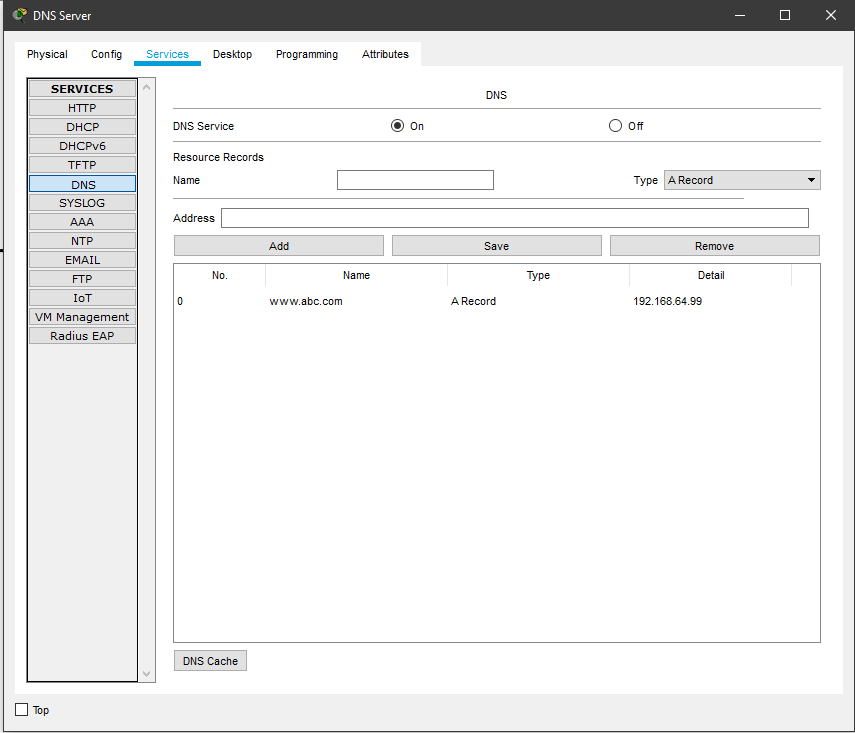 DNS Server
Physical Config Services Desktop Programming Attributes
SERVICES
HTTP
DHCP
DHCPv6
TFTP
DNS
SYSLOG
AAA
NTP
EMAIL
FTP
IoT
VM Management
Radius EAP
DNS
DNS Service On Off
Resource Records
Name Type A Record
Address
Add Save Remove
No. Name Type Detail
0 www.abc.com A Record 192.168.64.99
DNS Cache
Top